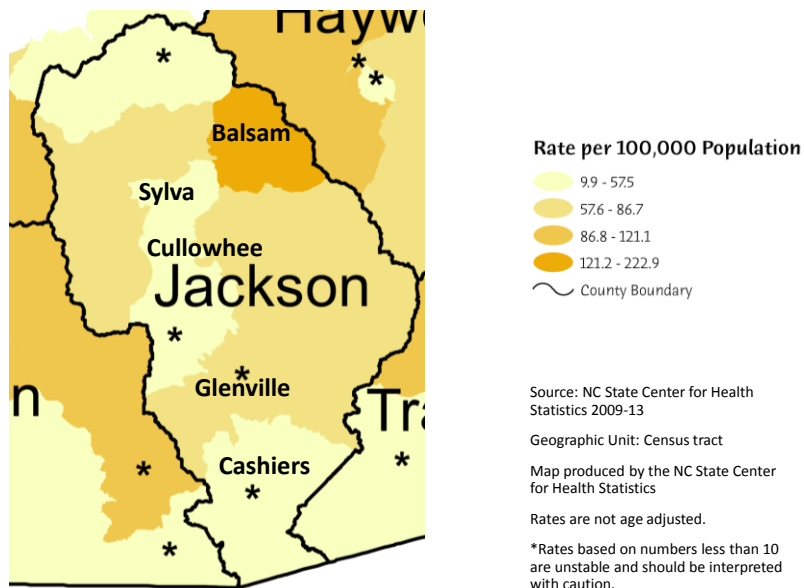 Hayw
*
*
*
Balsam
Sylva
Cullowhee
Jackson
*
*
Glenville
n
Tra
Cashiers
*
*
*
*
Rate per 100,000 Population
9.9 - 57.5
57.6 - 86.7
86.8 - 121.1
121.2 - 222.9
County Boundary
Source: NC State Center for Health
Statistics 2009-13
Geographic Unit: Census tract
Map produced by the NC State Center
for Health Statistics
Rates are not age adjusted.
*Rates based on numbers less than 10
are unstable and should be interpreted
with caution.